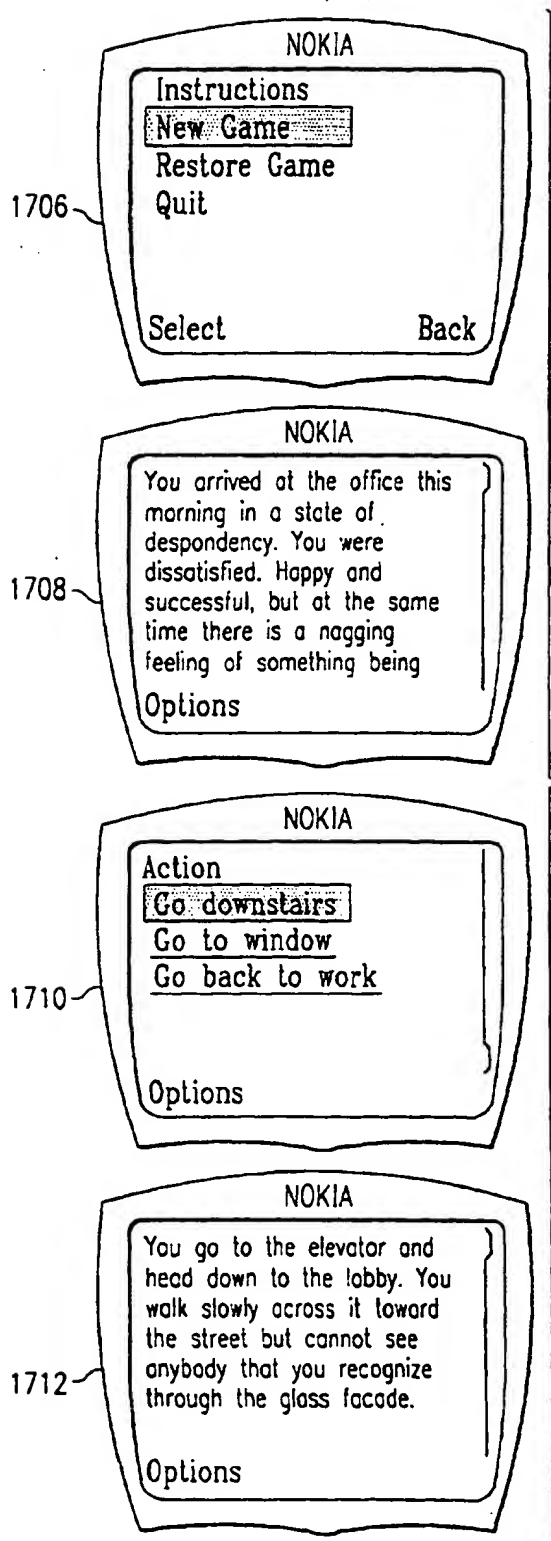 NOKIA
Instructions
New Game
Restore Game
Quit
1706
Select Back
NOKIA
You arrived at the office this
morning in a state of
despondency. You were
dissatisfied. Happy and
successful, but at the same
time there is a nagging
feeling of something being
1708
Options
NOKIA
Action
Go downstairs
Go to window
Go back to work
1710
Options
NOKIA
You go to the elevator and
head down to the lobby. You
walk slowly across it toward
the street but cannot see
anybody that you recognize
through the glass facade.
1712
Options